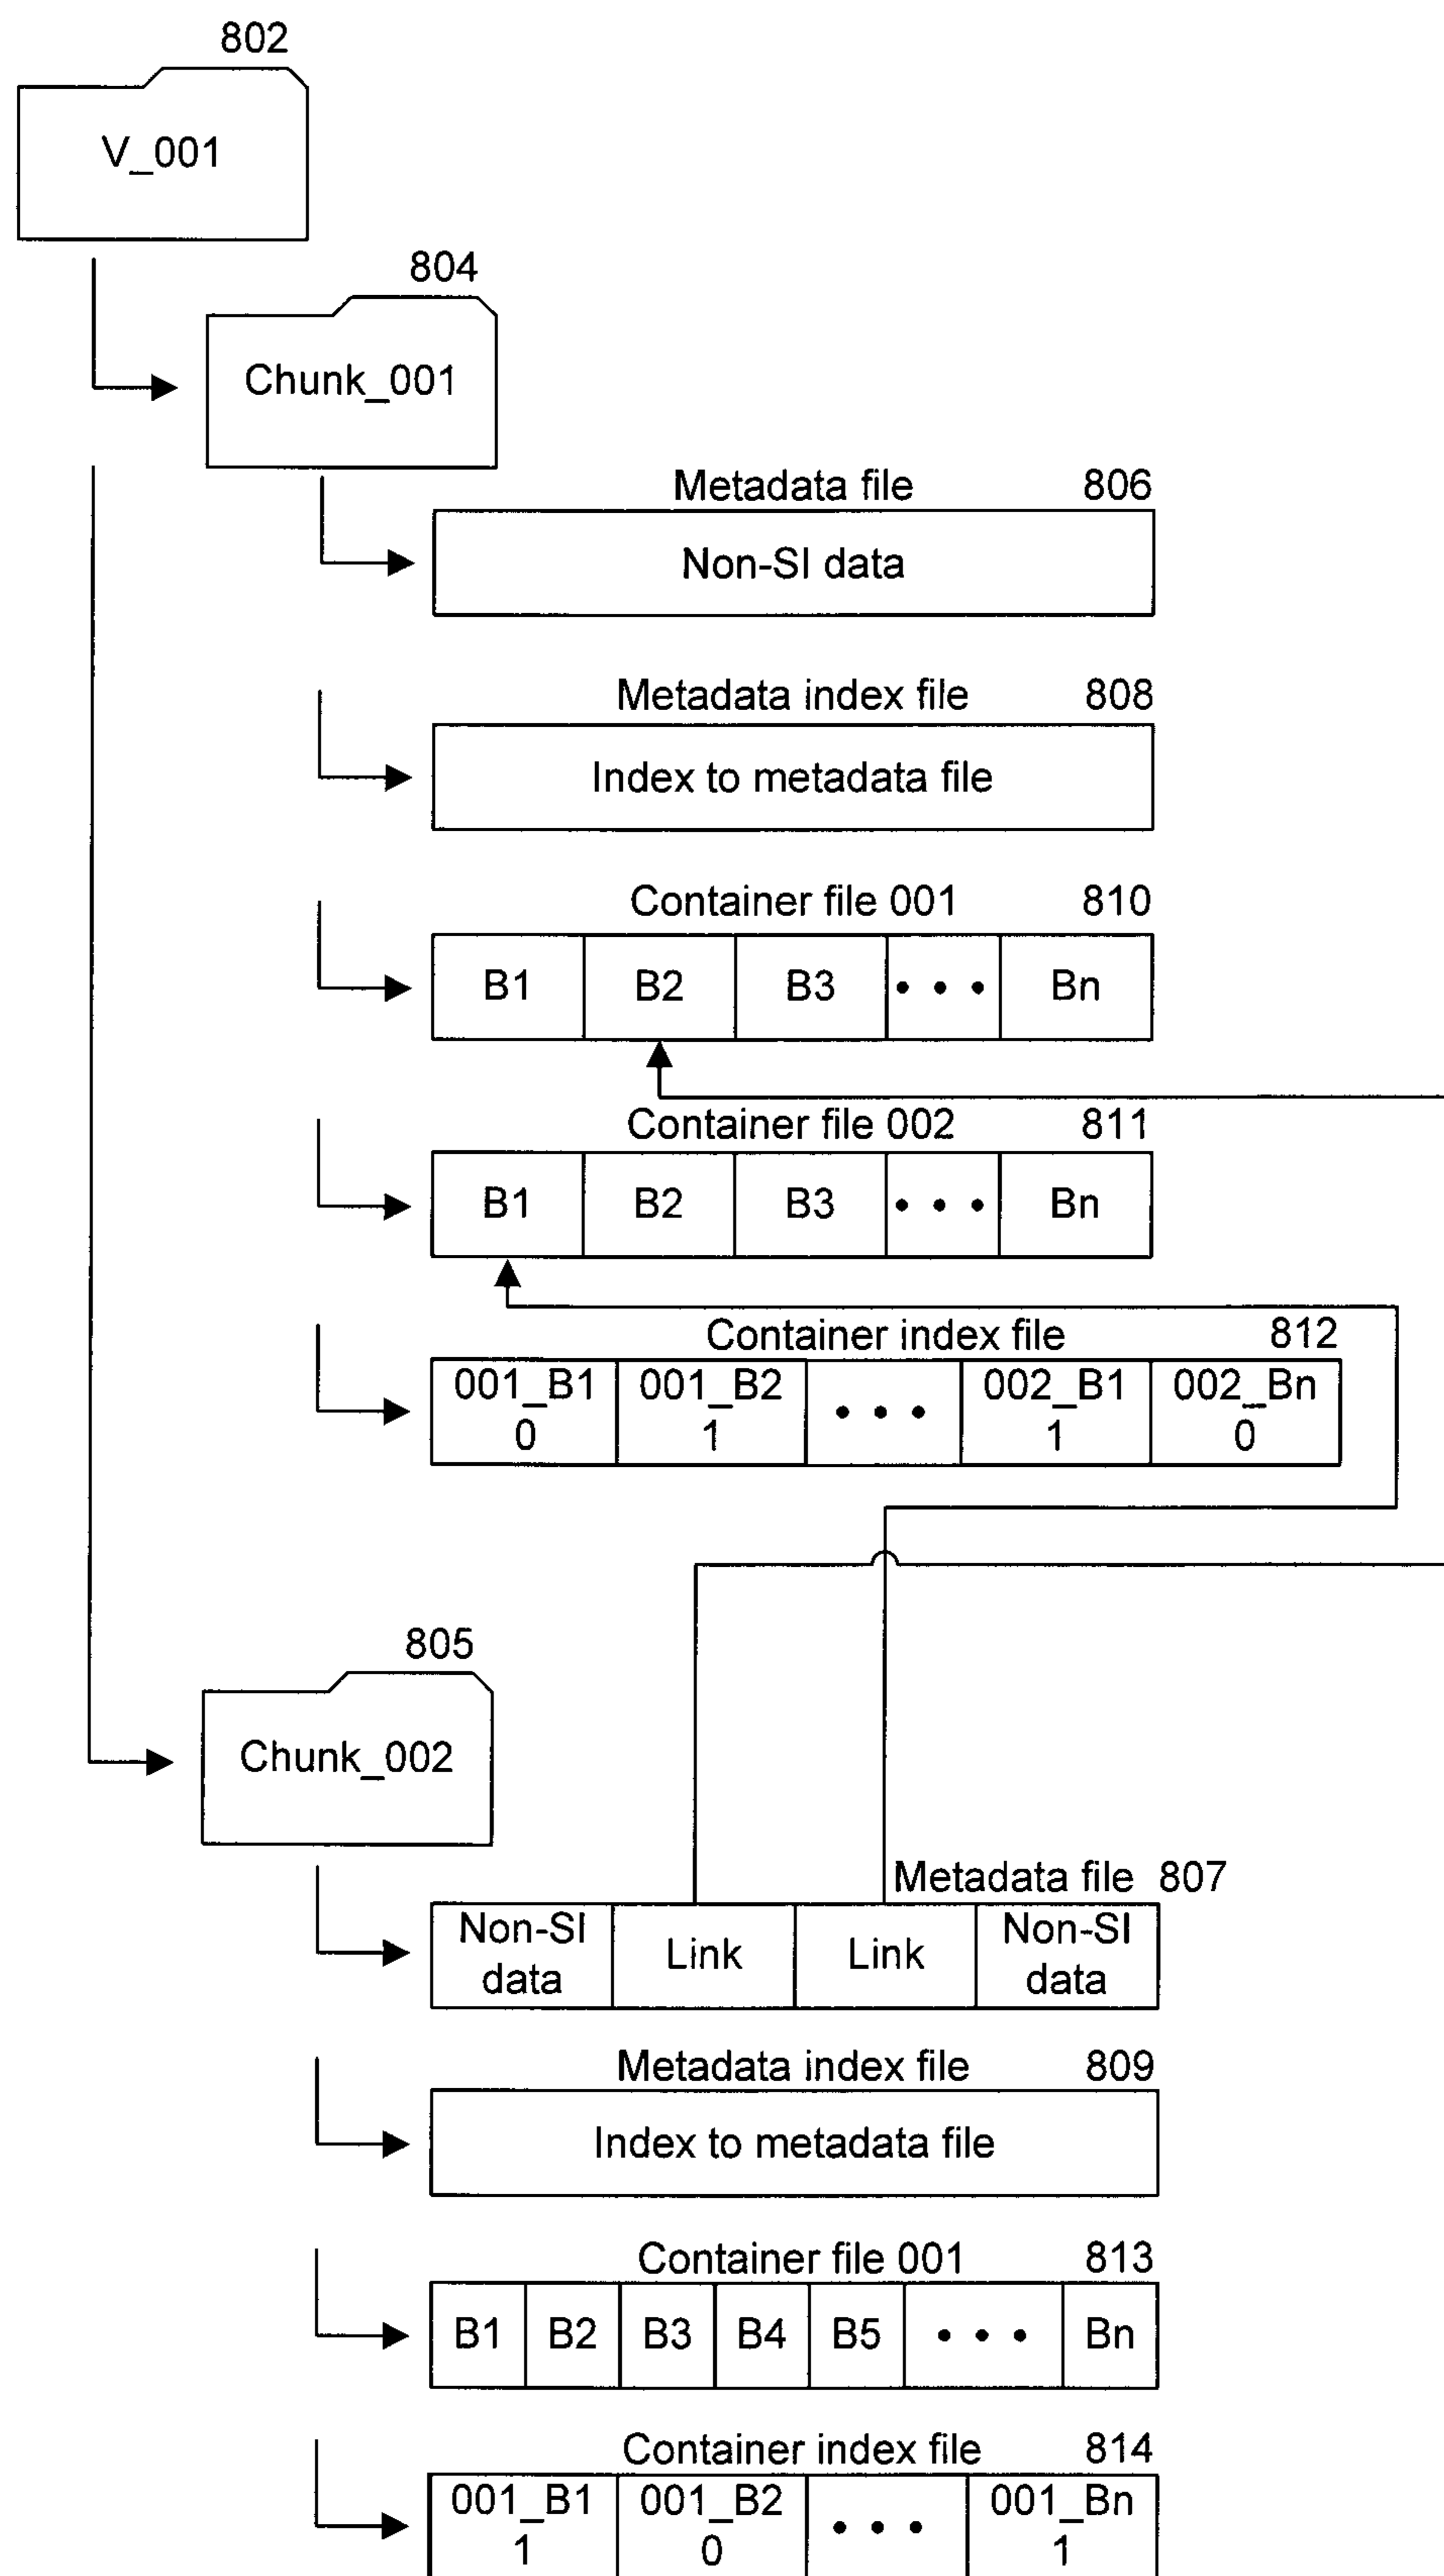 802
V_001
804
Chunk_001
Metadata file 806
Non-SI data
Metadata index file 808
Index to metadata file
Container file 001 810
B1 B2 B3 • • • Bn
Container file 002 811
B1 B2 B3 • • • Bn
Container index file 812
001_B1 001_B2 • • • 002_B1 002_Bn
0 1 1 0
805
Chunk_002
Metadata file 807
Non-SI data Link Link Non-SI data
Metadata index file 809
Index to metadata file
Container file 001 813
B1 B2 B3 B4 B5 • • • Bn
Container index file 814
001_B1 001_B2 • • • 001_Bn
1 0 1